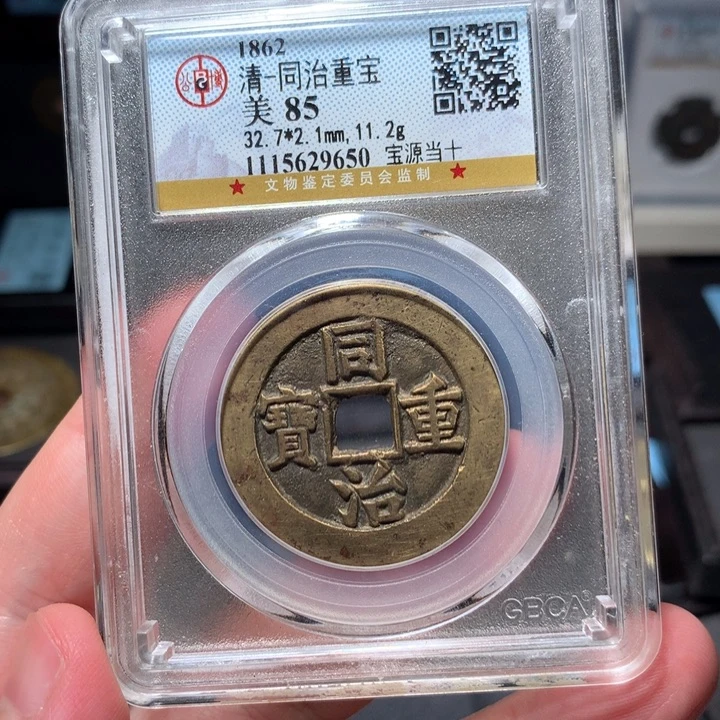 1862
清-同治重宝
美 85
32.7*2.1mm,11.2g
1115629650 宝源当十
★ 文物鉴定委员会监制 ★
同
寶 重
治
GBCA